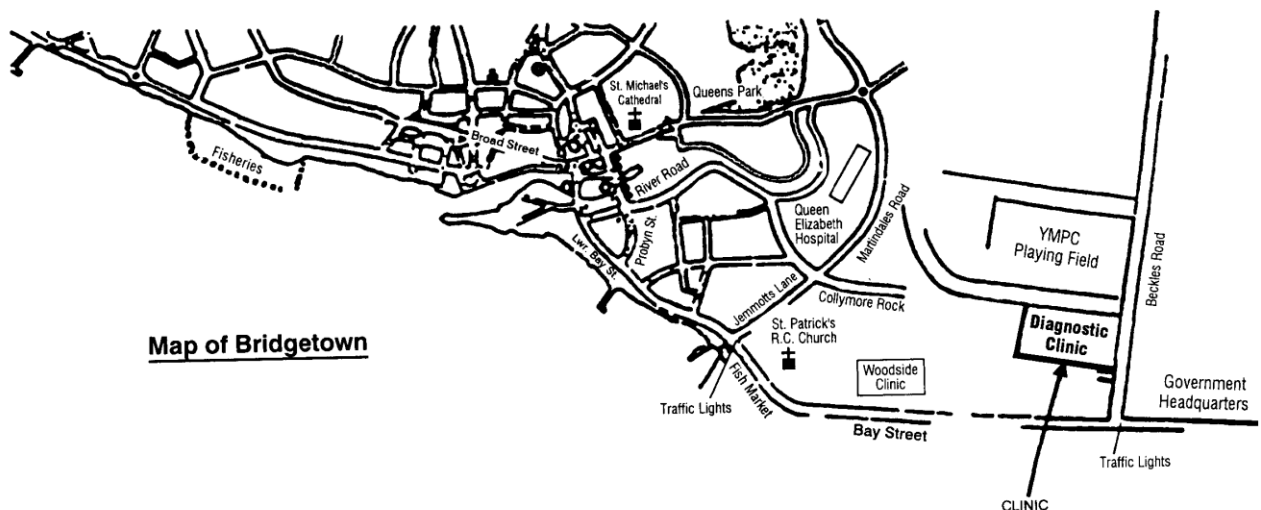 St. Michael's
Cathedral
Queens Park
Broad Street
Fisheries
River Road
Probyn St.
Queen
Elizabeth
Hospital
Martindales Road
YMPC
Playing Field
Beckles Road
Lwr. Bay St.
Jemmotts Lane
Collymore Rock
Map of Bridgetown
St. Patrick's
R.C. Church
Diagnostic
Clinic
Woodside
Clinic
Fish Market
Traffic Lights
Bay Street
Government
Headquarters
Traffic Lights
CLINIC